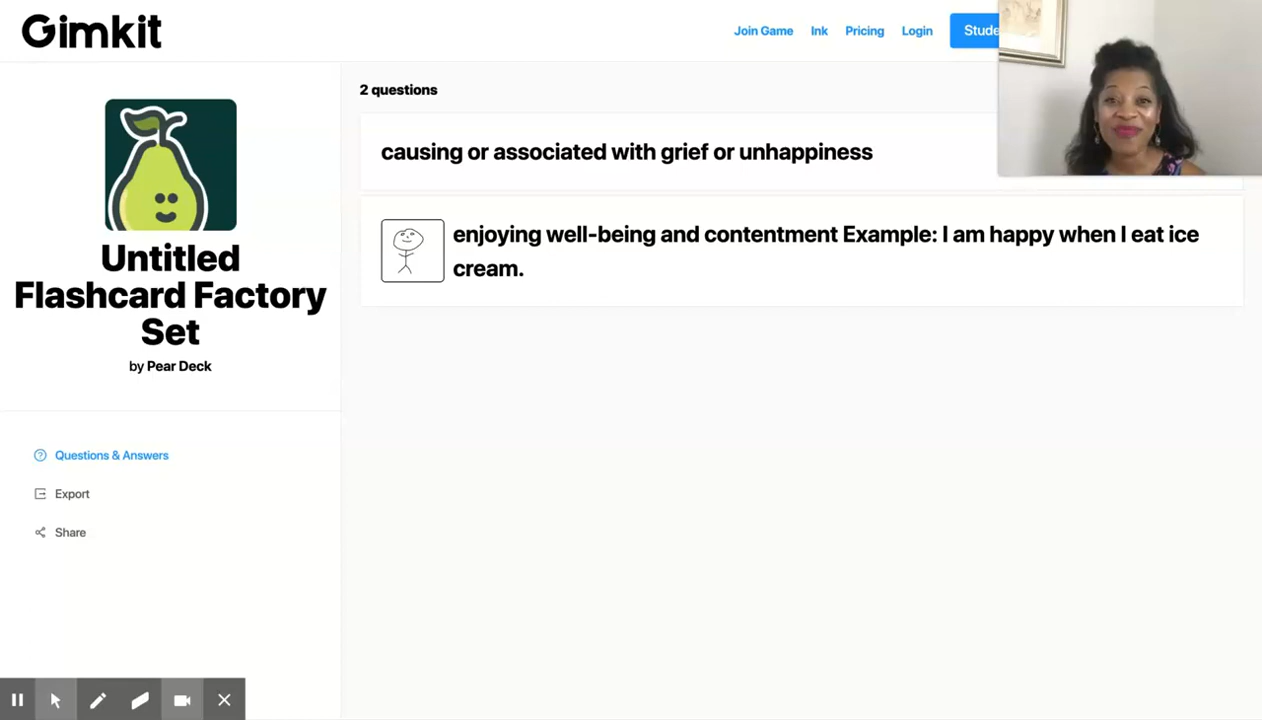 Gimkit
Join Game Ink Pricing Login
2 questions
causing or associated with grief or unhappiness
enjoying well-being and contentment Example: I am happy when I eat ice
cream.
Untitled
Flashcard Factory
Set
by Pear Deck
Questions & Answers
Export
Share